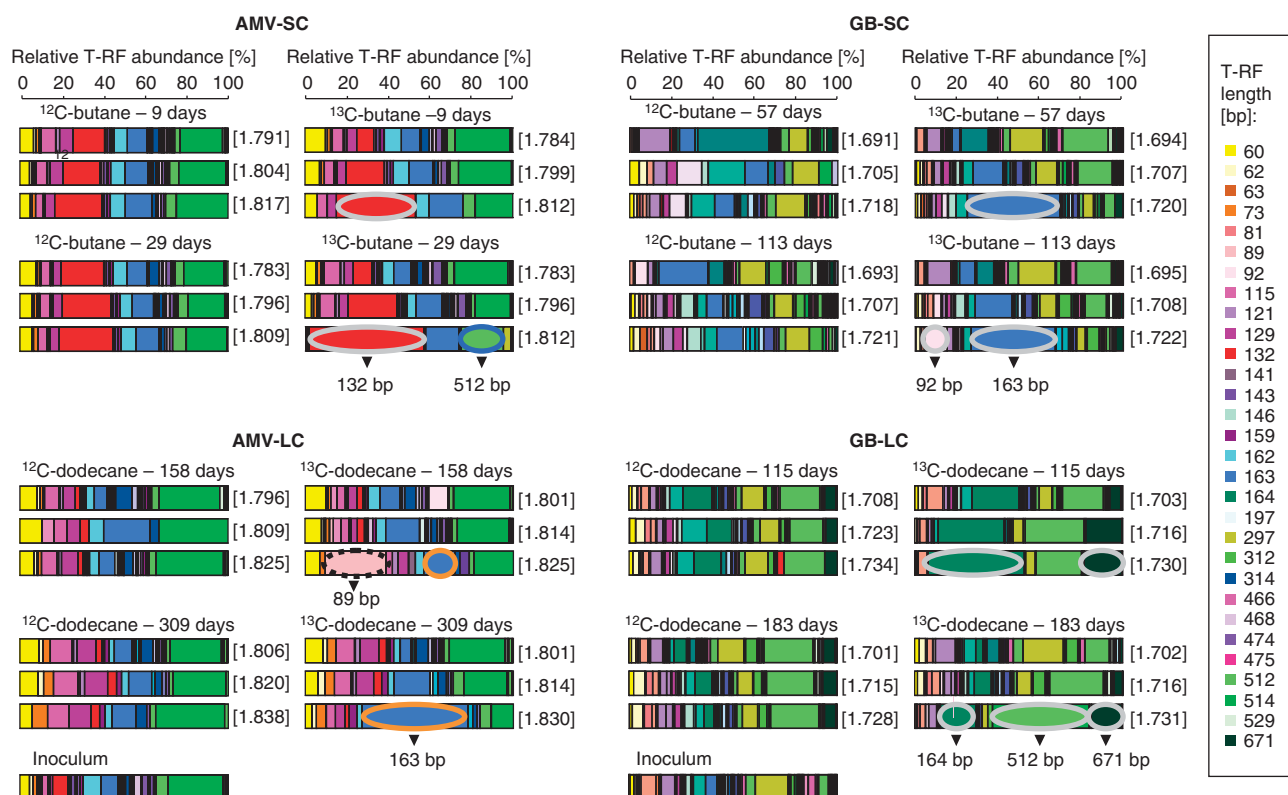 AMV-SC
Relative T-RF abundance [%]
Relative T-RF abundance [%]
0 20 40 60 80 100
0 20 40 60 80 100
¹²C-butane – 9 days
¹³C-butane –9 days
[1.791]
[1.784]
12
[1.804]
[1.799]
[1.817]
[1.812]
¹²C-butane – 29 days
¹³C-butane – 29 days
[1.783]
[1.783]
[1.796]
[1.796]
[1.809]
[1.812]
132 bp
512 bp
GB-SC
Relative T-RF abundance [%]
Relative T-RF abundance [%]
0 20 40 60 80 100
0 20 40 60 80 100
¹²C-butane – 57 days
¹³C-butane – 57 days
[1.691]
[1.694]
[1.705]
[1.707]
[1.718]
[1.720]
¹²C-butane – 113 days
¹³C-butane – 113 days
[1.693]
[1.695]
[1.707]
[1.708]
[1.721]
[1.722]
92 bp
163 bp
AMV-LC
¹²C-dodecane – 158 days
¹³C-dodecane – 158 days
[1.796]
[1.801]
[1.809]
[1.814]
[1.825]
[1.825]
89 bp
¹²C-dodecane – 309 days
¹³C-dodecane – 309 days
[1.806]
[1.801]
[1.820]
[1.814]
[1.838]
[1.830]
163 bp
Inoculum
GB-LC
¹²C-dodecane – 115 days
¹³C-dodecane – 115 days
[1.708]
[1.703]
[1.723]
[1.716]
[1.734]
[1.730]
¹²C-dodecane – 183 days
¹³C-dodecane – 183 days
[1.701]
[1.702]
[1.715]
[1.716]
[1.728]
[1.731]
164 bp
512 bp
671 bp
Inoculum
T-RF
length
[bp]:
60
62
63
73
81
89
92
115
121
129
132
141
143
146
159
162
163
164
197
297
312
314
466
468
474
475
512
514
529
671